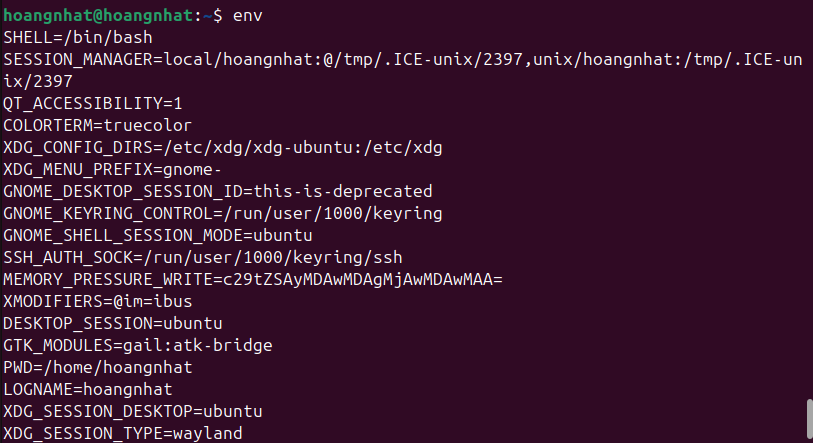 hoangnhat@hoangnhat:~$ env
SHELL=/bin/bash
SESSION_MANAGER=local/hoangnhat:@/tmp/.ICE-unix/2397,unix/hoangnhat:/tmp/.ICE-un
ix/2397
QT_ACCESSIBILITY=1
COLORTERM=truecolor
XDG_CONFIG_DIRS=/etc/xdg/xdg-ubuntu:/etc/xdg
XDG_MENU_PREFIX=gnome-
GNOME_DESKTOP_SESSION_ID=this-is-deprecated
GNOME_KEYRING_CONTROL=/run/user/1000/keyring
GNOME_SHELL_SESSION_MODE=ubuntu
SSH_AUTH_SOCK=/run/user/1000/keyring/ssh
MEMORY_PRESSURE_WRITE=c29tZSAyMDAwMDAgMjAwMDAwMAA=
XMODIFIERS=@im=ibus
DESKTOP_SESSION=ubuntu
GTK_MODULES=gail:atk-bridge
PWD=/home/hoangnhat
LOGNAME=hoangnhat
XDG_SESSION_DESKTOP=ubuntu
XDG_SESSION_TYPE=wayland